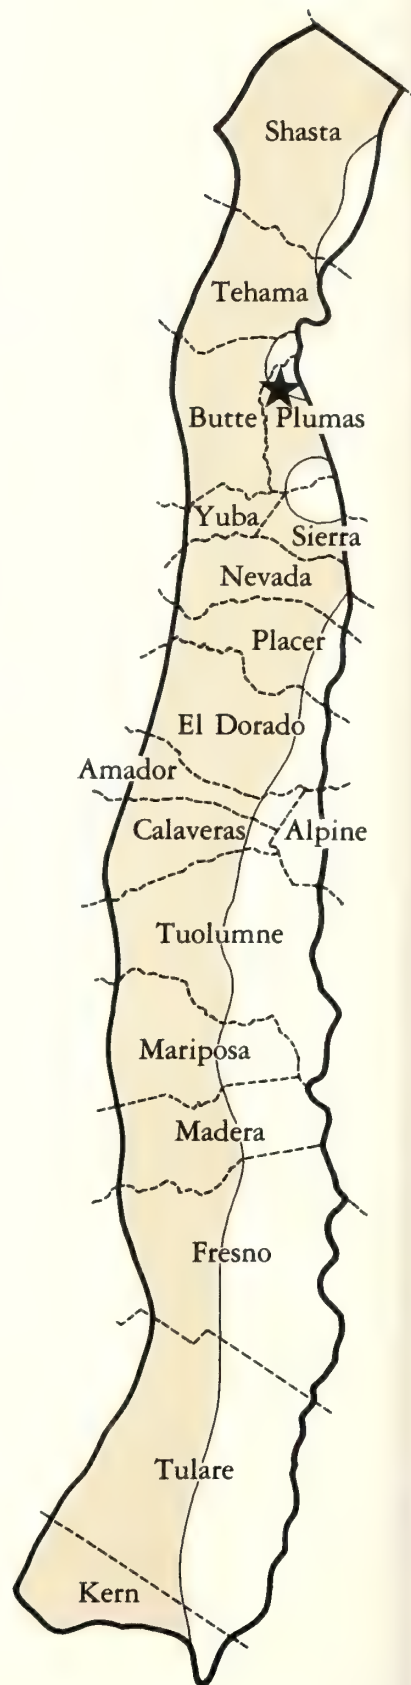 Shasta
Tehama
Butte Plumas
Yuba
Sierra
Nevada
Placer
El Dorado
Amador
Calaveras
Alpine
Tuolumne
Mariposa
Madera
Fresno
Tulare
Kern